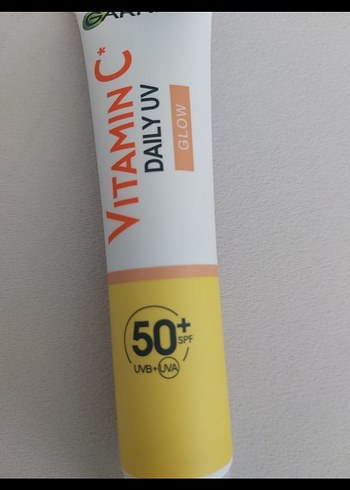 VITAMIN C*
DAILY UV
GLOW
50+
SPF
UVB+UVA